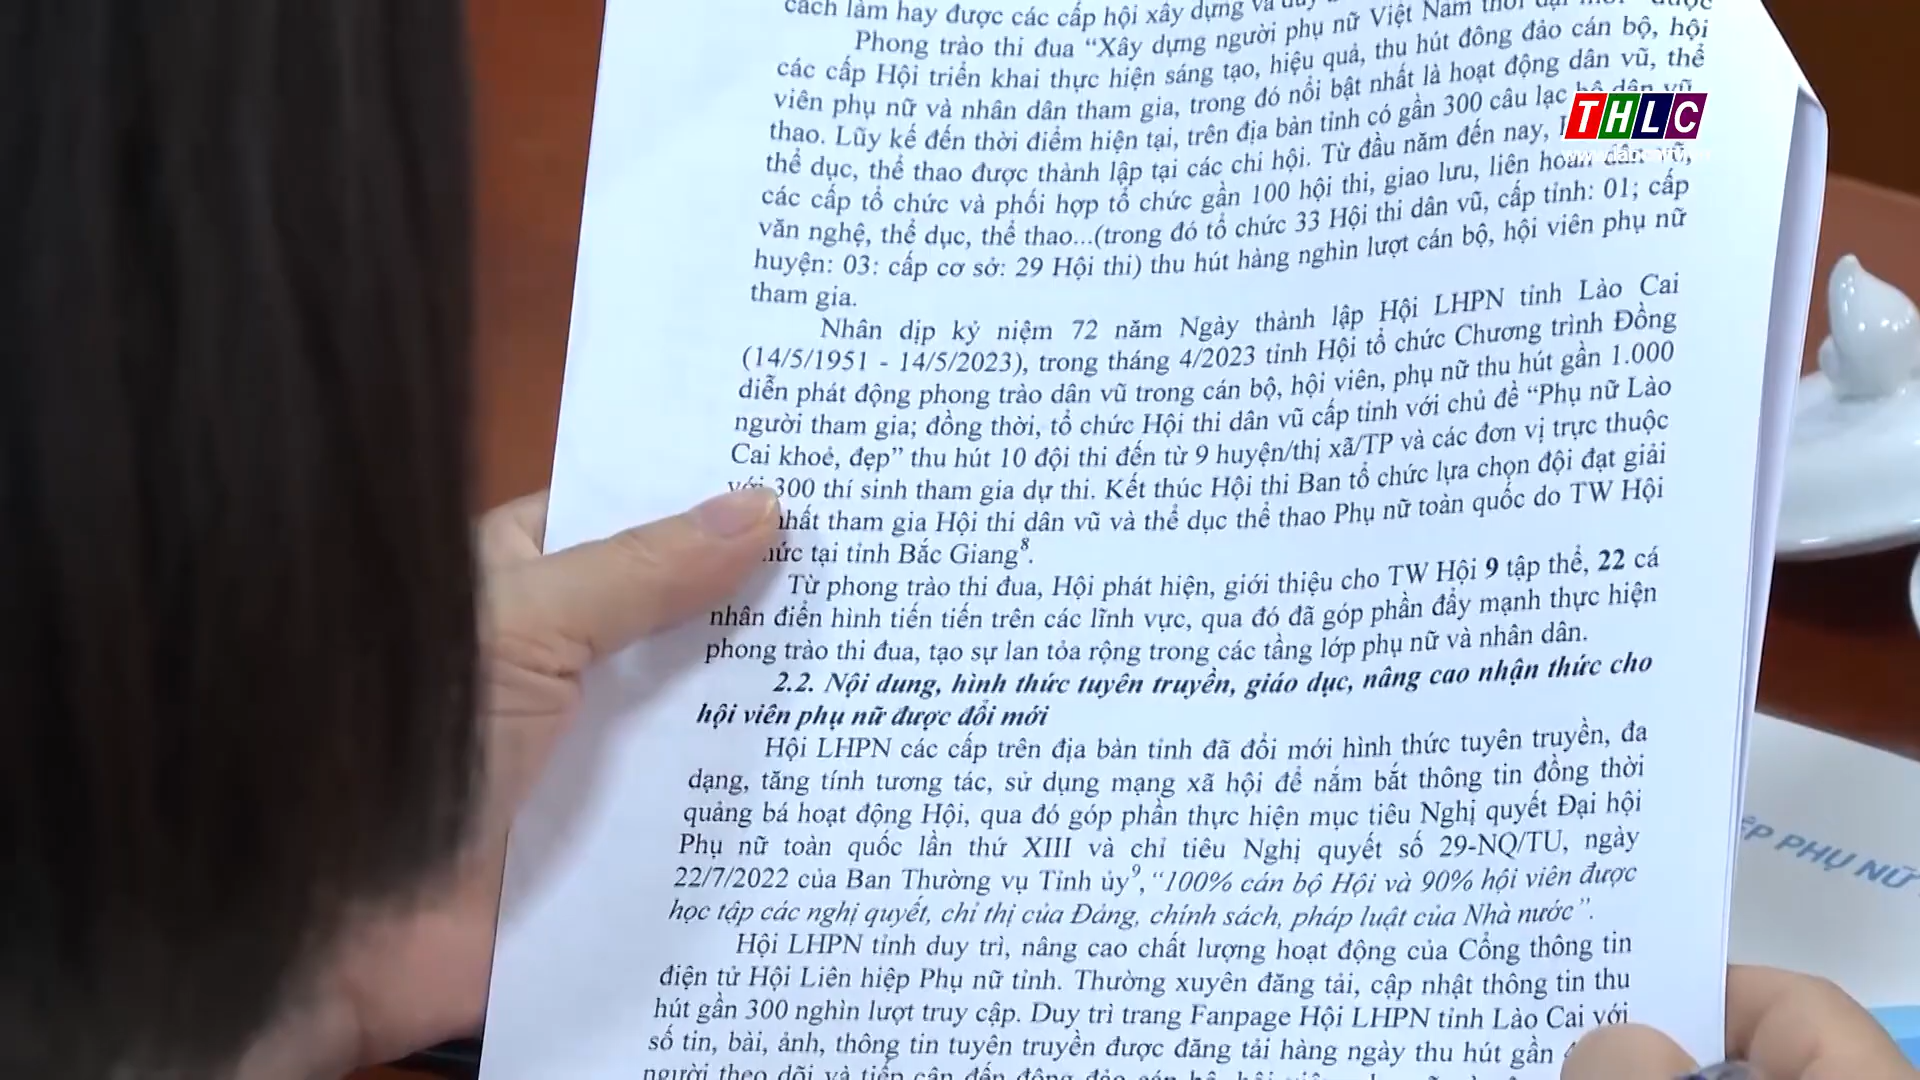 cách làm hay được các cấp hội xây dựng và
Phong trào thi đua “Xây dựng người phụ nữ Việt Nam thời đại mới” được
các cấp Hội triển khai thực hiện sáng tạo, hiệu quả, thu hút đông đảo cán bộ, hội
viên phụ nữ và nhân dân tham gia, trong đó nổi bật nhất là hoạt động dân vũ, thể
thao. Lũy kế đến thời điểm hiện tại, trên địa bàn tỉnh có gần 300 câu lạc bộ dân vũ,
thể dục, thể thao được thành lập tại các chi hội. Từ đầu năm đến nay,
các cấp tổ chức và phối hợp tổ chức gần 100 hội thi, giao lưu, liên hoan dân vũ,
văn nghệ, thể dục, thể thao...(trong đó tổ chức 33 Hội thi dân vũ, cấp tỉnh: 01; cấp
huyện: 03: cấp cơ sở: 29 Hội thi) thu hút hàng nghìn lượt cán bộ, hội viên phụ nữ
tham gia.
Nhân dịp kỷ niệm 72 năm Ngày thành lập Hội LHPN tỉnh Lào Cai
(14/5/1951 - 14/5/2023), trong tháng 4/2023 tỉnh Hội tổ chức Chương trình Đồng
diễn phát động phong trào dân vũ trong cán bộ, hội viên, phụ nữ thu hút gần 1.000
người tham gia; đồng thời, tổ chức Hội thi dân vũ cấp tỉnh với chủ đề “Phụ nữ Lào
Cai khoẻ, đẹp” thu hút 10 đội thi đến từ 9 huyện/thị xã/TP và các đơn vị trực thuộc
với 300 thí sinh tham gia dự thi. Kết thúc Hội thi Ban tổ chức lựa chọn đội đạt giải
nhất tham gia Hội thi dân vũ và thể dục thể thao Phụ nữ toàn quốc do TW Hội
tại tỉnh Bắc Giang⁸.
Từ phong trào thi đua, Hội phát hiện, giới thiệu cho TW Hội 9 tập thể, 22 cá
nhân điển hình tiến tiến trên các lĩnh vực, qua đó đã góp phần đẩy mạnh thực hiện
phong trào thi đua, tạo sự lan tỏa rộng trong các tầng lớp phụ nữ và nhân dân.
2.2. Nội dung, hình thức tuyên truyền, giáo dục, nâng cao nhận thức cho
hội viên phụ nữ được đổi mới
Hội LHPN các cấp trên địa bàn tỉnh đã đổi mới hình thức tuyên truyền, đa
dạng, tăng tính tương tác, sử dụng mạng xã hội để nắm bắt thông tin đồng thời
quảng bá hoạt động Hội, qua đó góp phần thực hiện mục tiêu Nghị quyết Đại hội
Phụ nữ toàn quốc lần thứ XIII và chỉ tiêu Nghị quyết số 29-NQ/TU, ngày
22/7/2022 của Ban Thường vụ Tỉnh ủy⁹, “100% cán bộ Hội và 90% hội viên được
học tập các nghị quyết, chỉ thị của Đảng, chính sách, pháp luật của Nhà nước”.
Hội LHPN tỉnh duy trì, nâng cao chất lượng hoạt động của Cổng thông tin
điện tử Hội Liên hiệp Phụ nữ tỉnh. Thường xuyên đăng tải, cập nhật thông tin thu
hút gần 300 nghìn lượt truy cập. Duy trì trang Fanpage Hội LHPN tỉnh Lào Cai với
số tin, bài, ảnh, thông tin tuyên truyền được đăng tải hàng ngày thu hút gần
người theo dõi và tiếp cận đến đông đảo cán bộ,
THLC
PHỤ NỮ